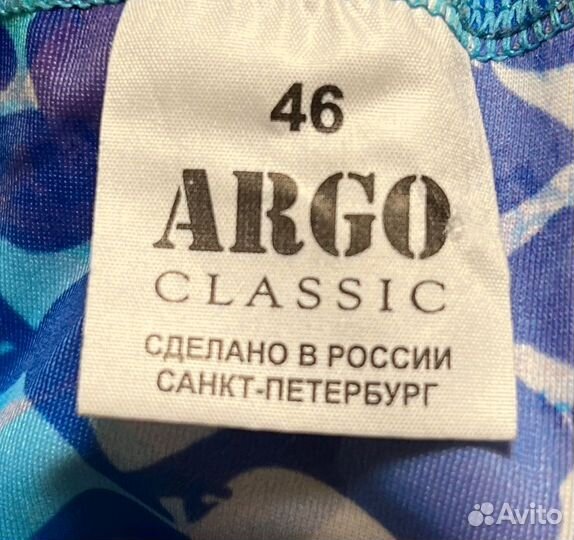 46
ARGO
CLASSIC
СДЕЛАНО В РОССИИ
САНКТ-ПЕТЕРБУРГ
Avito